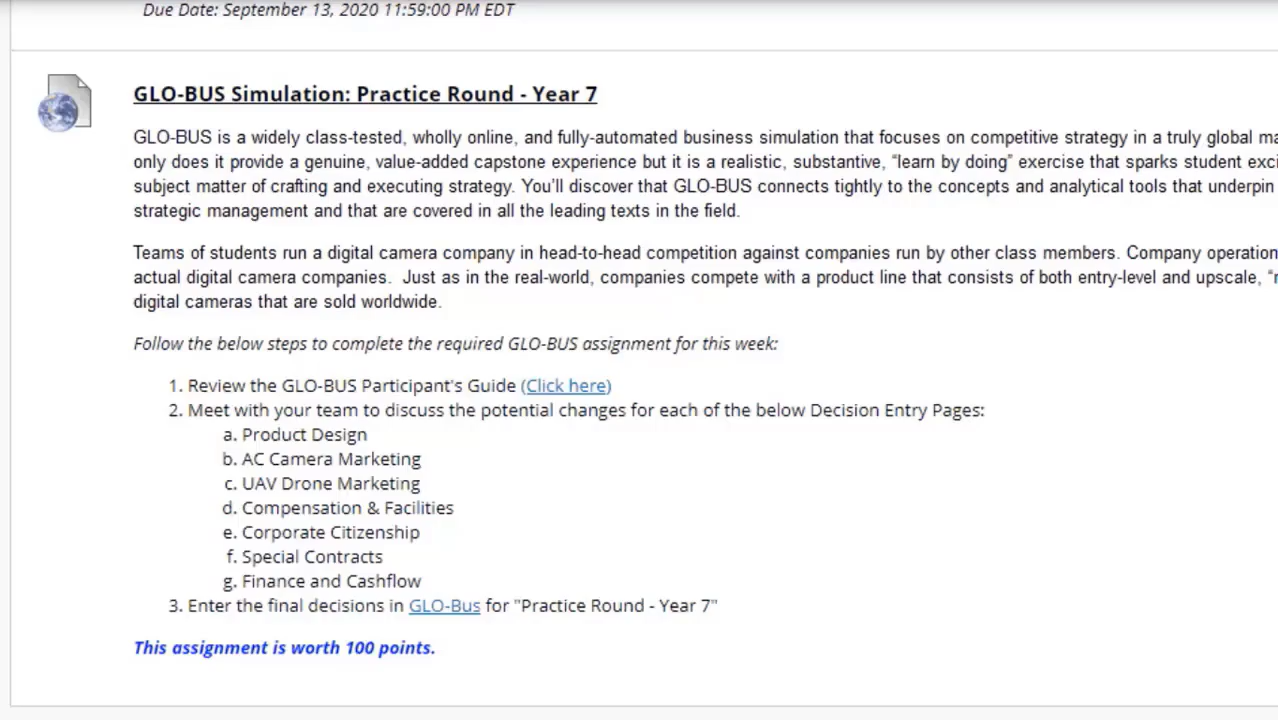 Due Date: September 13, 2020 11:59:00 PM EDT
GLO-BUS Simulation: Practice Round - Year 7
GLO-BUS is a widely class-tested, wholly online, and fully-automated business simulation that focuses on competitive strategy in a truly global
only does it provide a genuine, value-added capstone experience but it is a realistic, substantive, “learn by doing” exercise that sparks student
subject matter of crafting and executing strategy. You’ll discover that GLO-BUS connects tightly to the concepts and analytical tools that underpin
strategic management and that are covered in all the leading texts in the field.
Teams of students run a digital camera company in head-to-head competition against companies run by other class members. Company
actual digital camera companies. Just as in the real-world, companies compete with a product line that consists of both entry-level and upscale,
digital cameras that are sold worldwide.
Follow the below steps to complete the required GLO-BUS assignment for this week:
1. Review the GLO-BUS Participant's Guide (Click here)
2. Meet with your team to discuss the potential changes for each of the below Decision Entry Pages:
a. Product Design
b. AC Camera Marketing
c. UAV Drone Marketing
d. Compensation & Facilities
e. Corporate Citizenship
f. Special Contracts
g. Finance and Cashflow
3. Enter the final decisions in GLO-Bus for "Practice Round - Year 7"
This assignment is worth 100 points.